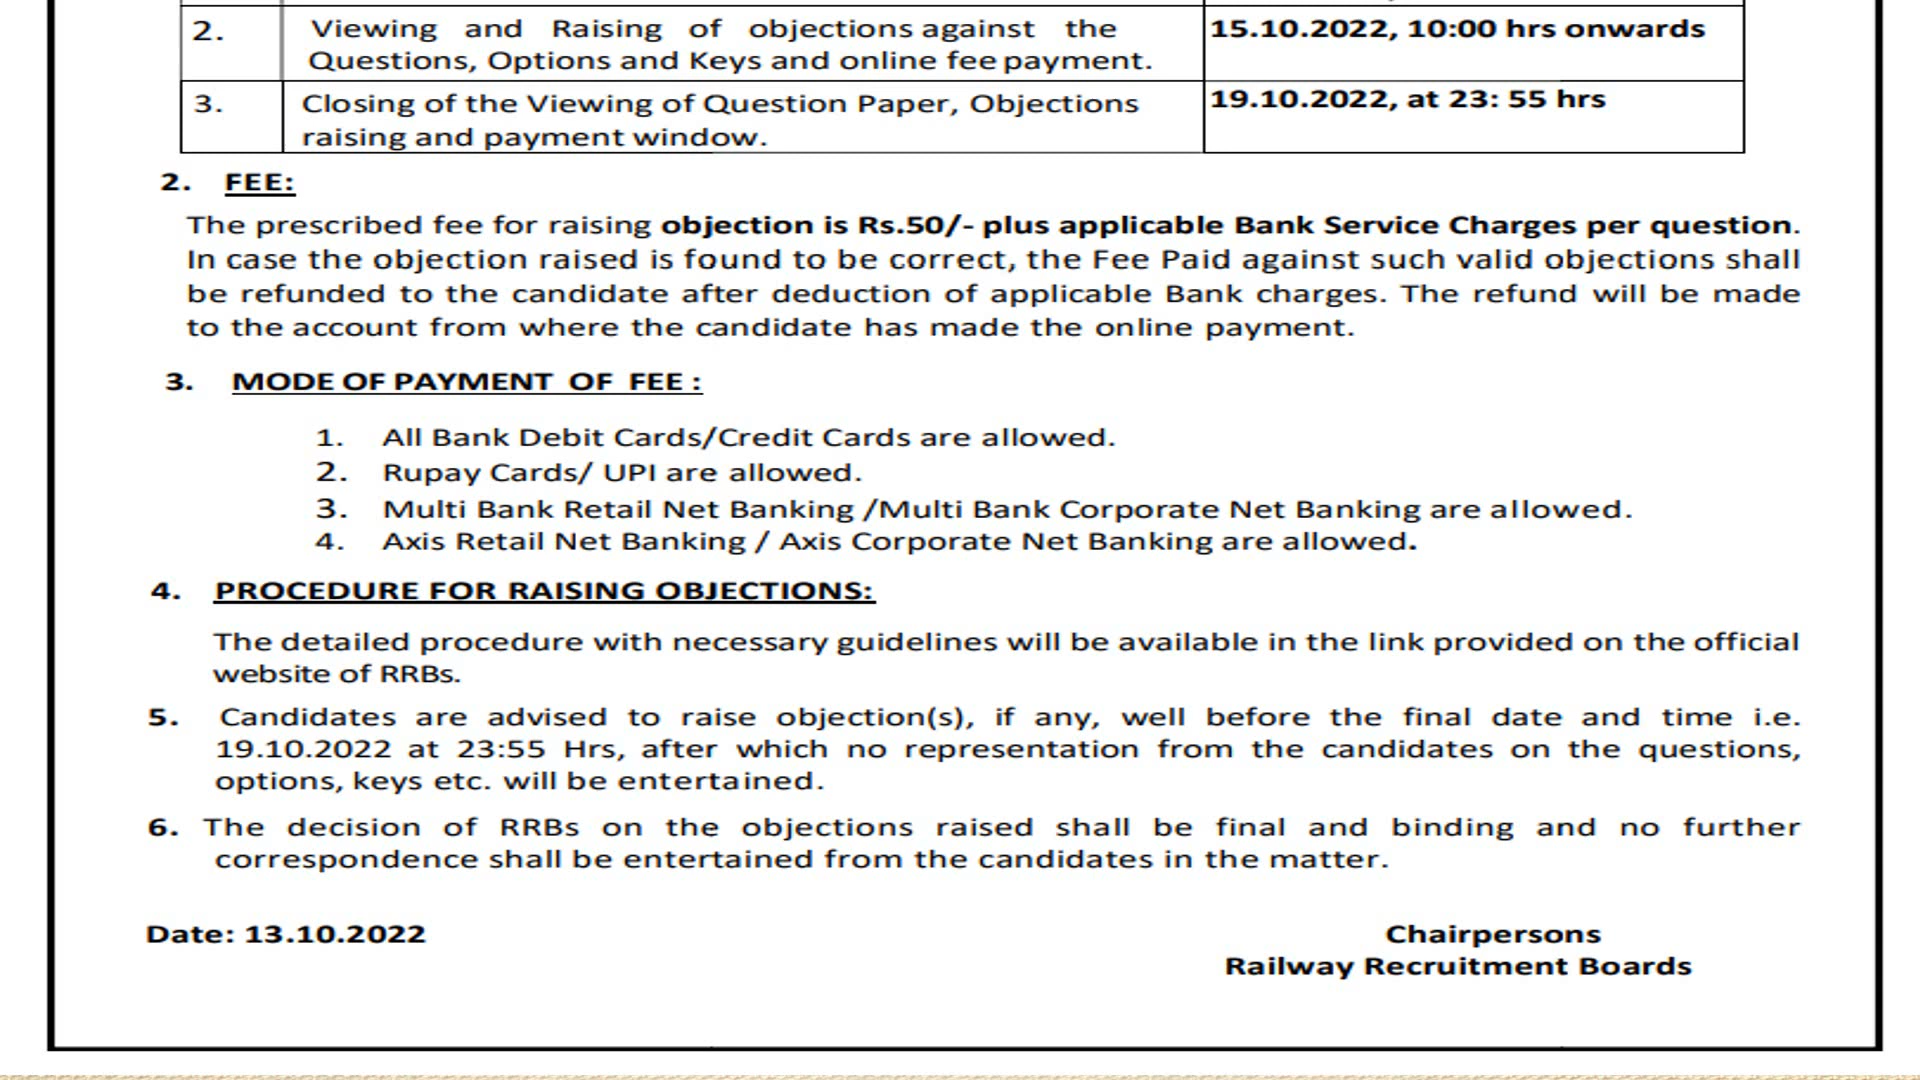 2. Viewing and Raising of objections against the 15.10.2022, 10:00 hrs onwards
Questions, Options and Keys and online fee payment.
3. Closing of the Viewing of Question Paper, Objections 19.10.2022, at 23: 55 hrs
raising and payment window.
2. FEE:
The prescribed fee for raising objection is Rs.50/- plus applicable Bank Service Charges per question.
In case the objection raised is found to be correct, the Fee Paid against such valid objections shall
be refunded to the candidate after deduction of applicable Bank charges. The refund will be made
to the account from where the candidate has made the online payment.
3. MODE OF PAYMENT OF FEE :
1. All Bank Debit Cards/Credit Cards are allowed.
2. Rupay Cards/ UPI are allowed.
3. Multi Bank Retail Net Banking /Multi Bank Corporate Net Banking are allowed.
4. Axis Retail Net Banking / Axis Corporate Net Banking are allowed.
4. PROCEDURE FOR RAISING OBJECTIONS:
The detailed procedure with necessary guidelines will be available in the link provided on the official
website of RRBs.
5. Candidates are advised to raise objection(s), if any, well before the final date and time i.e.
19.10.2022 at 23:55 Hrs, after which no representation from the candidates on the questions,
options, keys etc. will be entertained.
6. The decision of RRBs on the objections raised shall be final and binding and no further
correspondence shall be entertained from the candidates in the matter.
Date: 13.10.2022 Chairpersons
Railway Recruitment Boards